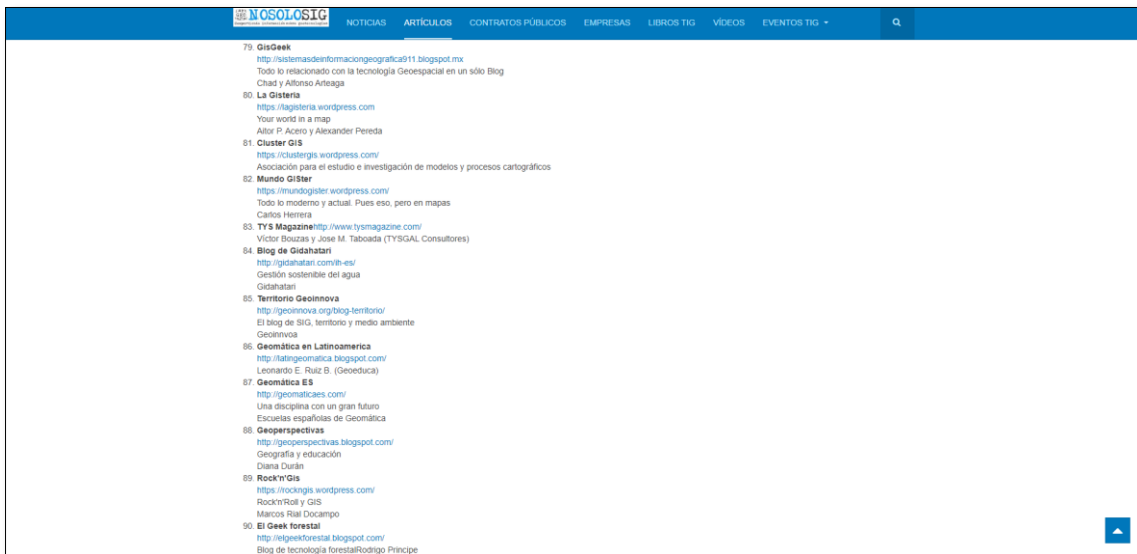 NOSOLOSIG
NOTICIAS
ARTÍCULOS
CONTRATOS PÚBLICOS
EMPRESAS
LIBROS TIG
VÍDEOS
EVENTOS TIG
79. GisGeek
http://sistemasdeinformaciongeografica911.blogspot.mx
Todo lo relacionado con la tecnología Geoespacial en un sólo Blog
Chad y Alfonso Arteaga
80. La Gisteria
https://lagisteria.wordpress.com
Your world in a map
Aitor P. Acero y Alexander Pereda
81. Cluster GIS
https://clustergis.wordpress.com/
Asociación para el estudio e investigación de modelos y procesos cartográficos
82. Mundo GISter
https://mundogister.wordpress.com/
Todo lo moderno y actual. Pues eso, pero en mapas
Carlos Herrera
83. TYS Magazinehttp://www.tysmagazine.com/
Víctor Bouzas y Jose M. Taboada (TYSGAL Consultores)
84. Blog de Gidahatari
http://gidahatari.com/ih-es/
Gestión sostenible del agua
Gidahatari
85. Territorio Geoinnova
http://geoinnova.org/blog-territorio/
El blog de SIG, territorio y medio ambiente
Geoinnvoa
86. Geomática en Latinoamerica
http://latingeomatica.blogspot.com/
Leonardo E. Ruiz B. (Geoeduca)
87. Geomática ES
http://geomaticaes.com/
Una disciplina con un gran futuro
Escuelas españolas de Geomática
88. Geoperspectivas
http://geoperspectivas.blogspot.com/
Geografía y educación
Diana Durán
89. Rock'n'Gis
https://rockngis.wordpress.com/
Rock'n'Roll y GIS
Marcos Rial Docampo
90. El Geek forestal
http://elgeekforestal.blogspot.com/
Blog de tecnología forestalRodrigo Principe